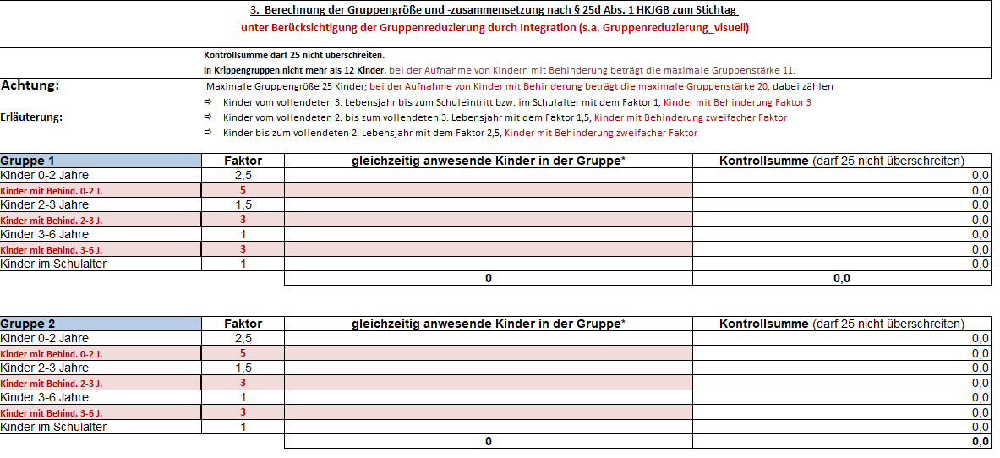 3. Berechnung der Gruppengröße und -zusammensetzung nach § 25d Abs. 1 HKJGB zum Stichtag
unter Berücksichtigung der Gruppenreduzierung durch Integration (s.a. Gruppenreduzierung_visuell)
Kontrollsumme darf 25 nicht überschreiten.
In Krippengruppen nicht mehr als 12 Kinder, bei der Aufnahme von Kindern mit Behinderung beträgt die maximale Gruppenstärke 11.
Achtung: Maximale Gruppengröße 25 Kinder; bei der Aufnahme von Kinder mit Behinderung beträgt die maximale Gruppenstärke 20, dabei zählen
⇨ Kinder vom vollendeten 3. Lebensjahr bis zum Schuleintritt bzw. im Schulalter mit dem Faktor 1, Kinder mit Behinderung Faktor 3
Erläuterung: ⇨ Kinder vom vollendeten 2. bis zum vollendeten 3. Lebensjahr mit dem Faktor 1,5, Kinder mit Behinderung zweifacher Faktor
⇨ Kinder bis zum vollendeten 2. Lebensjahr mit dem Faktor 2,5, Kinder mit Behinderung zweifacher Faktor
Gruppe 1 Faktor gleichzeitig anwesende Kinder in der Gruppe* Kontrollsumme (darf 25 nicht überschreiten)
Kinder 0-2 Jahre 2,5 0,0
Kinder mit Behind. 0-2 J. 5 0,0
Kinder 2-3 Jahre 1,5 0,0
Kinder mit Behind. 2-3 J. 3 0,0
Kinder 3-6 Jahre 1 0,0
Kinder mit Behind. 3-6 J. 3 0,0
Kinder im Schulalter 1 0,0
0 0,0
Gruppe 2 Faktor gleichzeitig anwesende Kinder in der Gruppe* Kontrollsumme (darf 25 nicht überschreiten)
Kinder 0-2 Jahre 2,5 0,0
Kinder mit Behind. 0-2 J. 5 0,0
Kinder 2-3 Jahre 1,5 0,0
Kinder mit Behind. 2-3 J. 3 0,0
Kinder 3-6 Jahre 1 0,0
Kinder mit Behind. 3-6 J. 3 0,0
Kinder im Schulalter 1 0,0
0 0,0